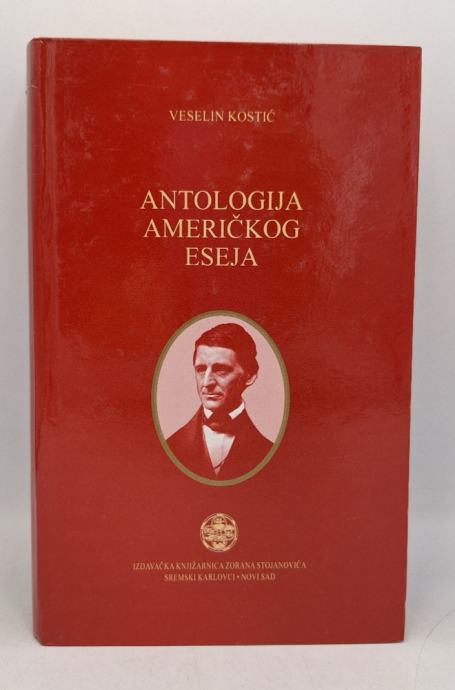 VESELIN KOSTIĆ
ANTOLOGIJA
AMERIČKOG
ESEJA
IZDAVAČKA KNJIŽARNICA ZORANA STOJANOVIĆA
SREMSKI KARLOVCI • NOVI SAD